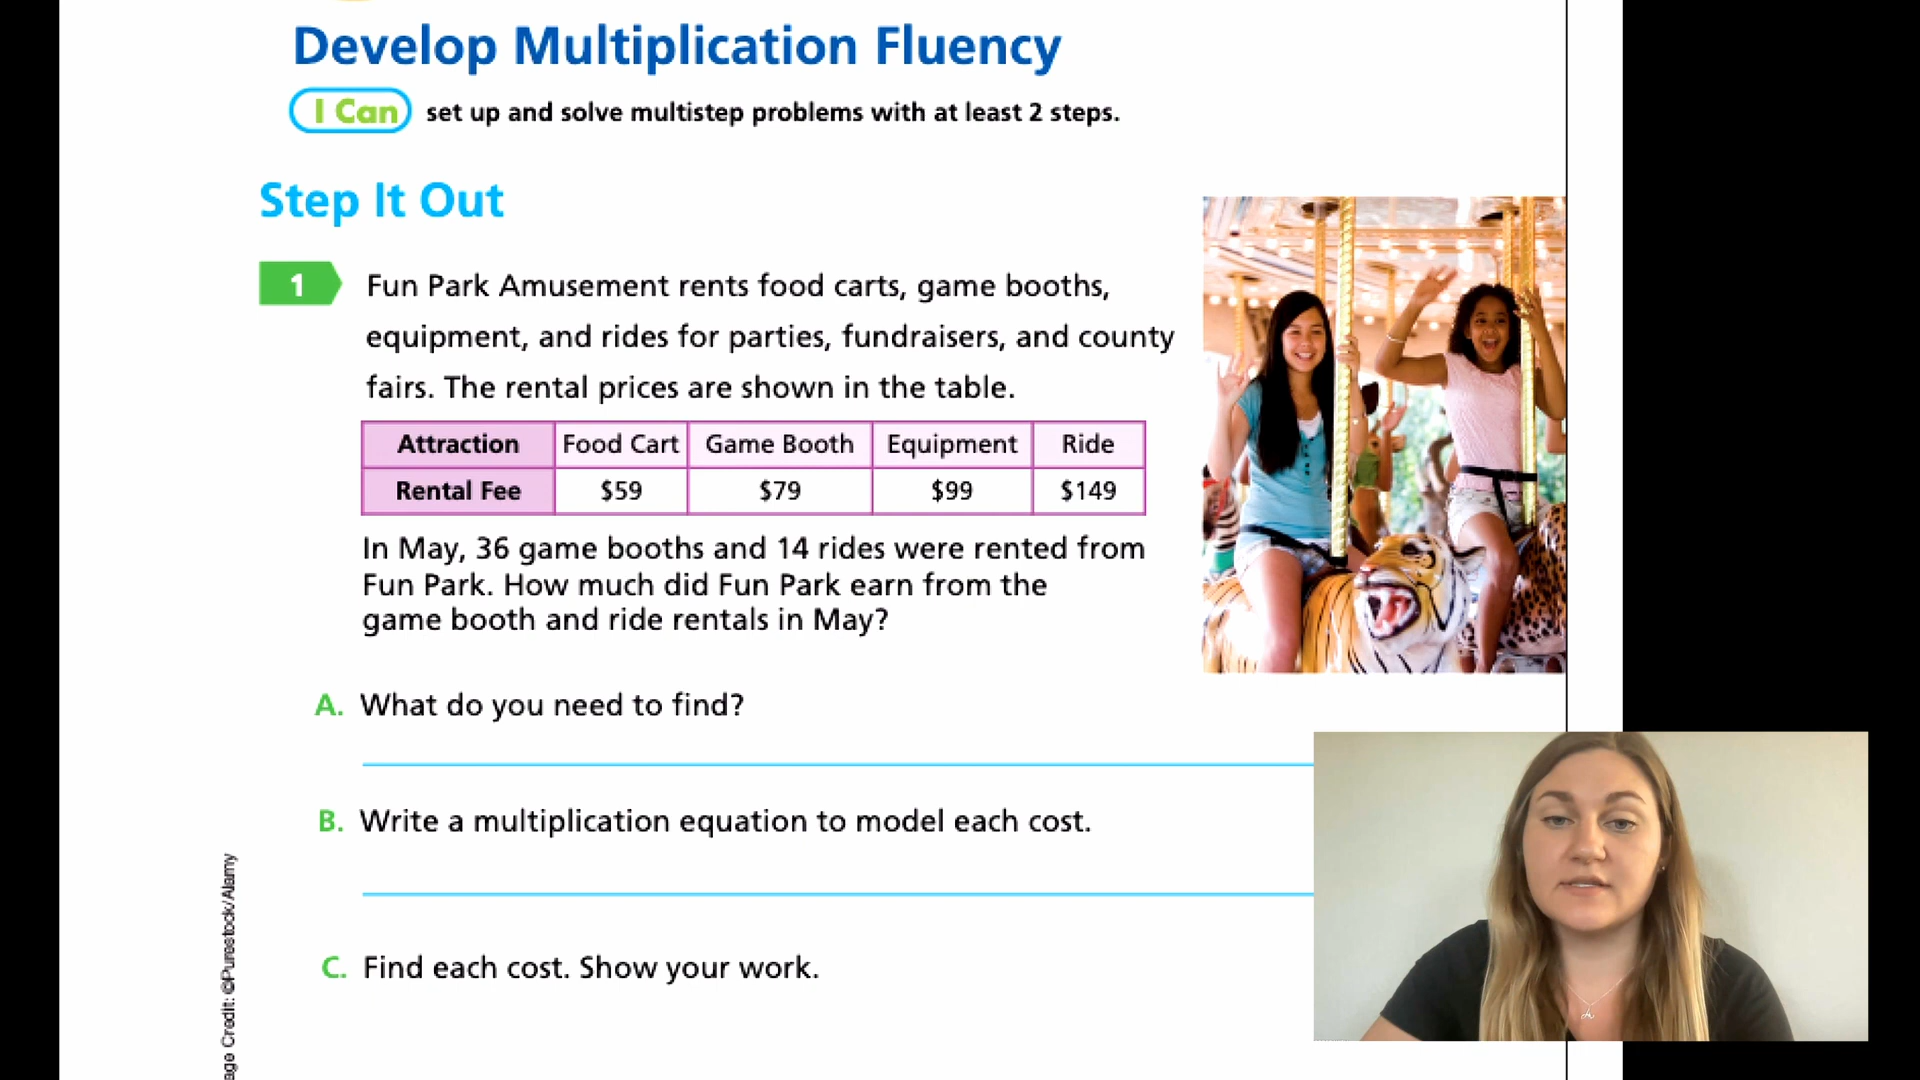 Develop Multiplication Fluency
I Can set up and solve multistep problems with at least 2 steps.
Step It Out
1 Fun Park Amusement rents food carts, game booths,
equipment, and rides for parties, fundraisers, and county
fairs. The rental prices are shown in the table.
Attraction Food Cart Game Booth Equipment Ride
Rental Fee $59 $79 $99 $149
In May, 36 game booths and 14 rides were rented from
Fun Park. How much did Fun Park earn from the
game booth and ride rentals in May?
A. What do you need to find?
B. Write a multiplication equation to model each cost.
C. Find each cost. Show your work.
age Credit: ©Purestock/Alamy